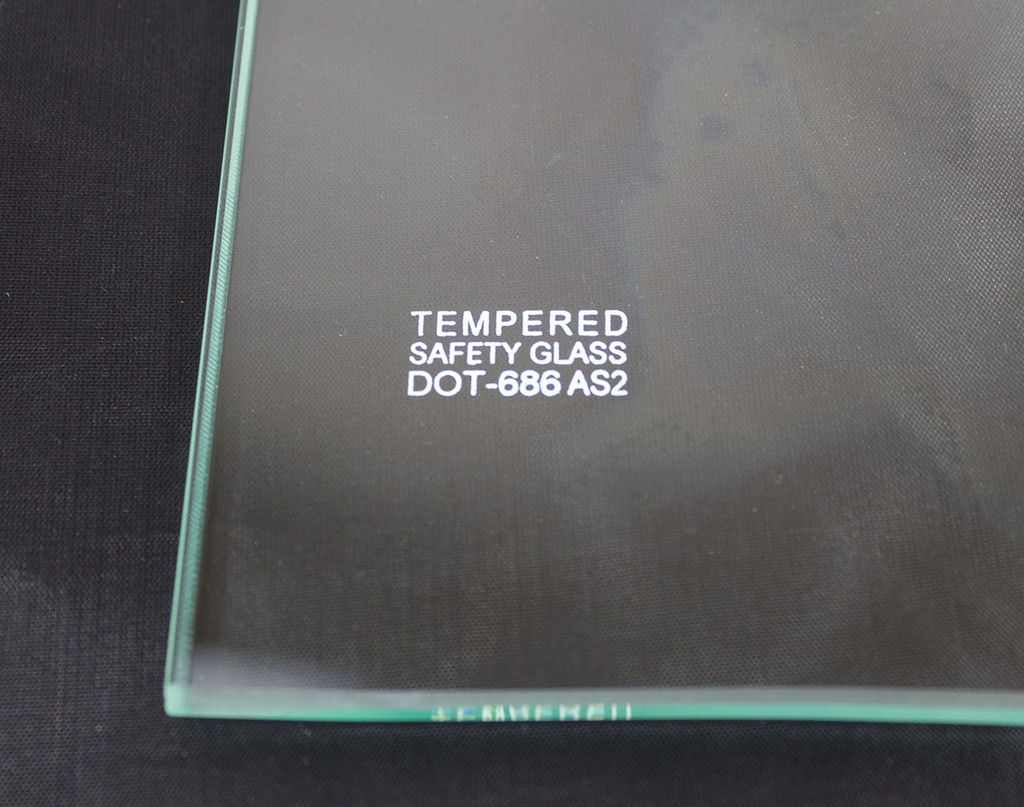 TEMPERED
SAFETY GLASS
DOT-686 AS2